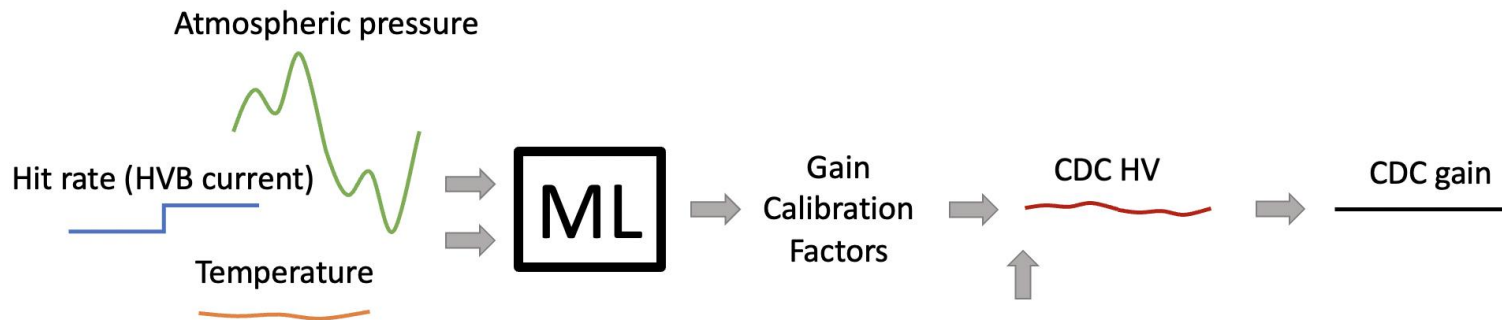 Atmospheric pressure
Hit rate (HVB current)
Temperature
ML
Gain
Calibration
Factors
CDC HV
CDC gain